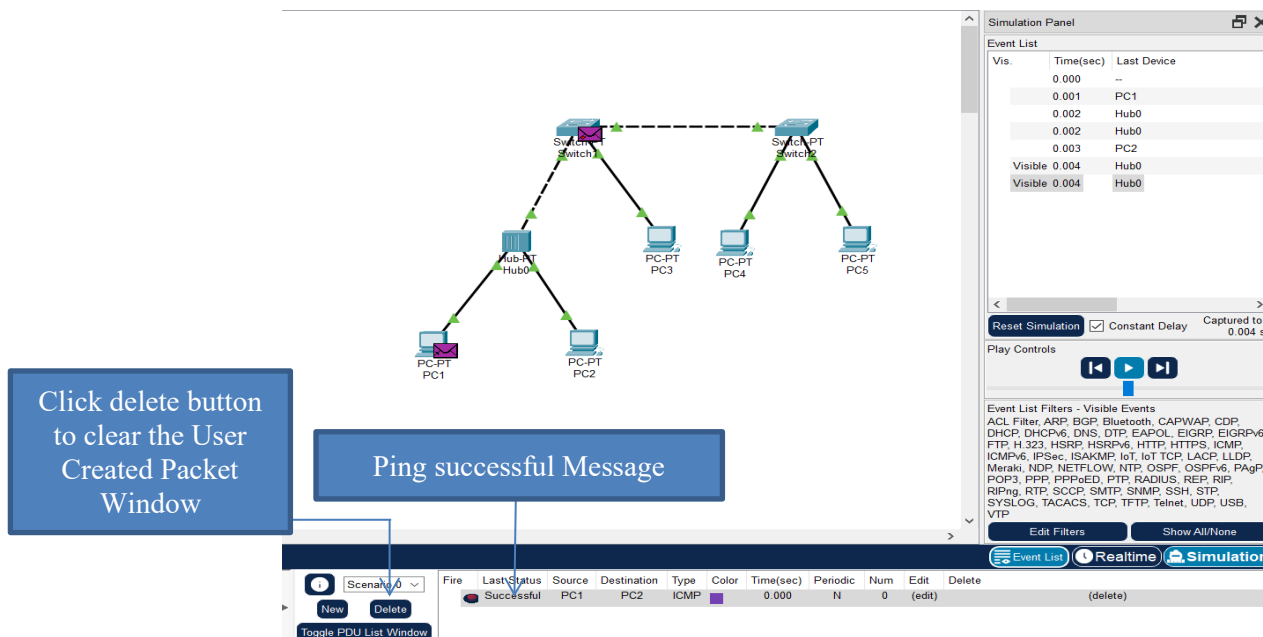 Simulation Panel
Event List
Vis. Time(sec) Last Device
0.000 --
0.001 PC1
0.002 Hub0
0.002 Hub0
0.003 PC2
Visible 0.004 Hub0
Visible 0.004 Hub0
Switch-PT
Switch1
Switch-PT
Switch2
Hub-PT
Hub0
PC-PT
PC3
PC-PT
PC4
PC-PT
PC5
PC-PT
PC1
PC-PT
PC2
Reset Simulation Constant Delay Captured to
0.004 s
Play Controls
Event List Filters - Visible Events
ACL Filter, ARP, BGP, Bluetooth, CAPWAP, CDP,
DHCP, DHCPv6, DNS, DTP, EAPOL, EIGRP, EIGRPv6
FTP, H.323, HSRP, HSRPv6, HTTP, HTTPS, ICMP,
ICMPv6, IPSec, ISAKMP, IoT, IoT TCP, LACP, LLDP,
Meraki, NDP, NETFLOW, NTP, OSPF, OSPFv6, PAgP,
POP3, PPP, PPPoED, PTP, RADIUS, REP, RIP,
RIPng, RTP, SCCP, SMTP, SNMP, SSH, STP,
SYSLOG, TACACS, TCP, TFTP, Telnet, UDP, USB,
VTP
Edit Filters Show All/None
Event List Realtime Simulation
Click delete button
to clear the User
Created Packet
Window
Ping successful Message
Scenario 0
New Delete
Toggle PDU List Window
Fire Last Status Source Destination Type Color Time(sec) Periodic Num Edit Delete
Successful PC1 PC2 ICMP 0.000 N 0 (edit) (delete)